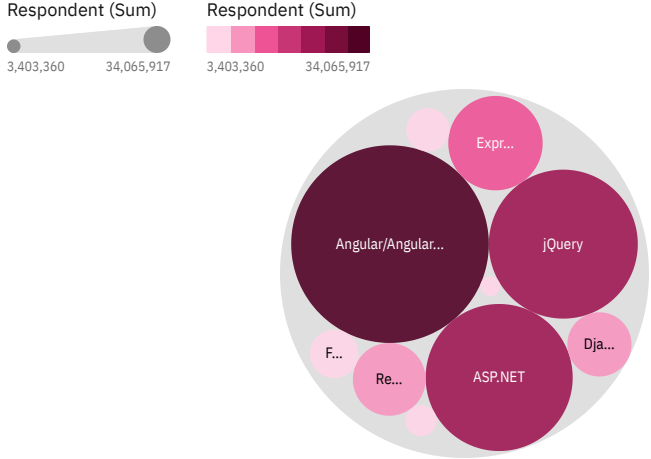 Respondent (Sum)
3,403,360 34,065,917
Respondent (Sum)
3,403,360 34,065,917
Expr...
Angular/Angular...
jQuery
F...
Re...
Dja...
ASP.NET